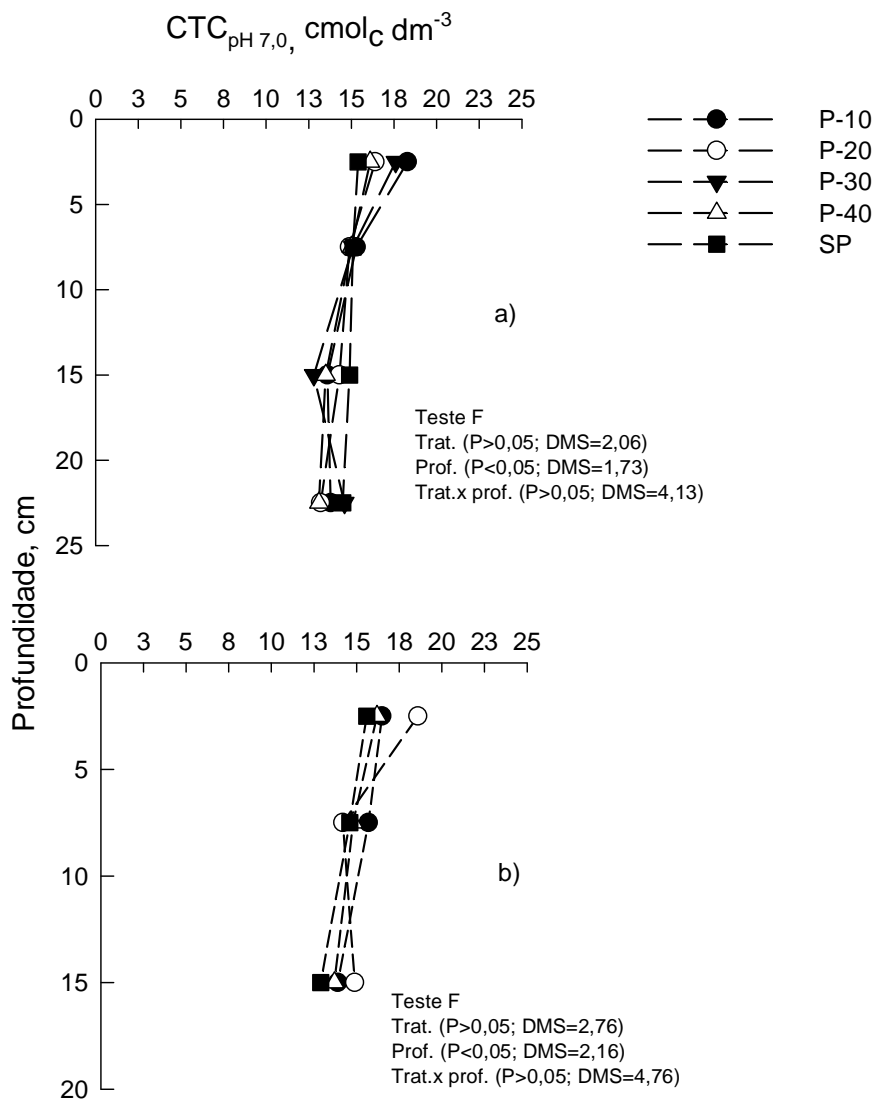 CTC pH 7,0, cmolC dm-3
0 3 5 8 10 13 15 18 20 23 25
0
5
10
15
20
25
P-10
P-20
P-30
P-40
SP
a)
Teste F
Trat. (P>0,05; DMS=2,06)
Prof. (P<0,05; DMS=1,73)
Trat.x prof. (P>0,05; DMS=4,13)
Profundidade, cm
0 3 5 8 10 13 15 18 20 23 25
0
5
10
15
20
b)
Teste F
Trat. (P>0,05; DMS=2,76)
Prof. (P<0,05; DMS=2,16)
Trat.x prof. (P>0,05; DMS=4,76)